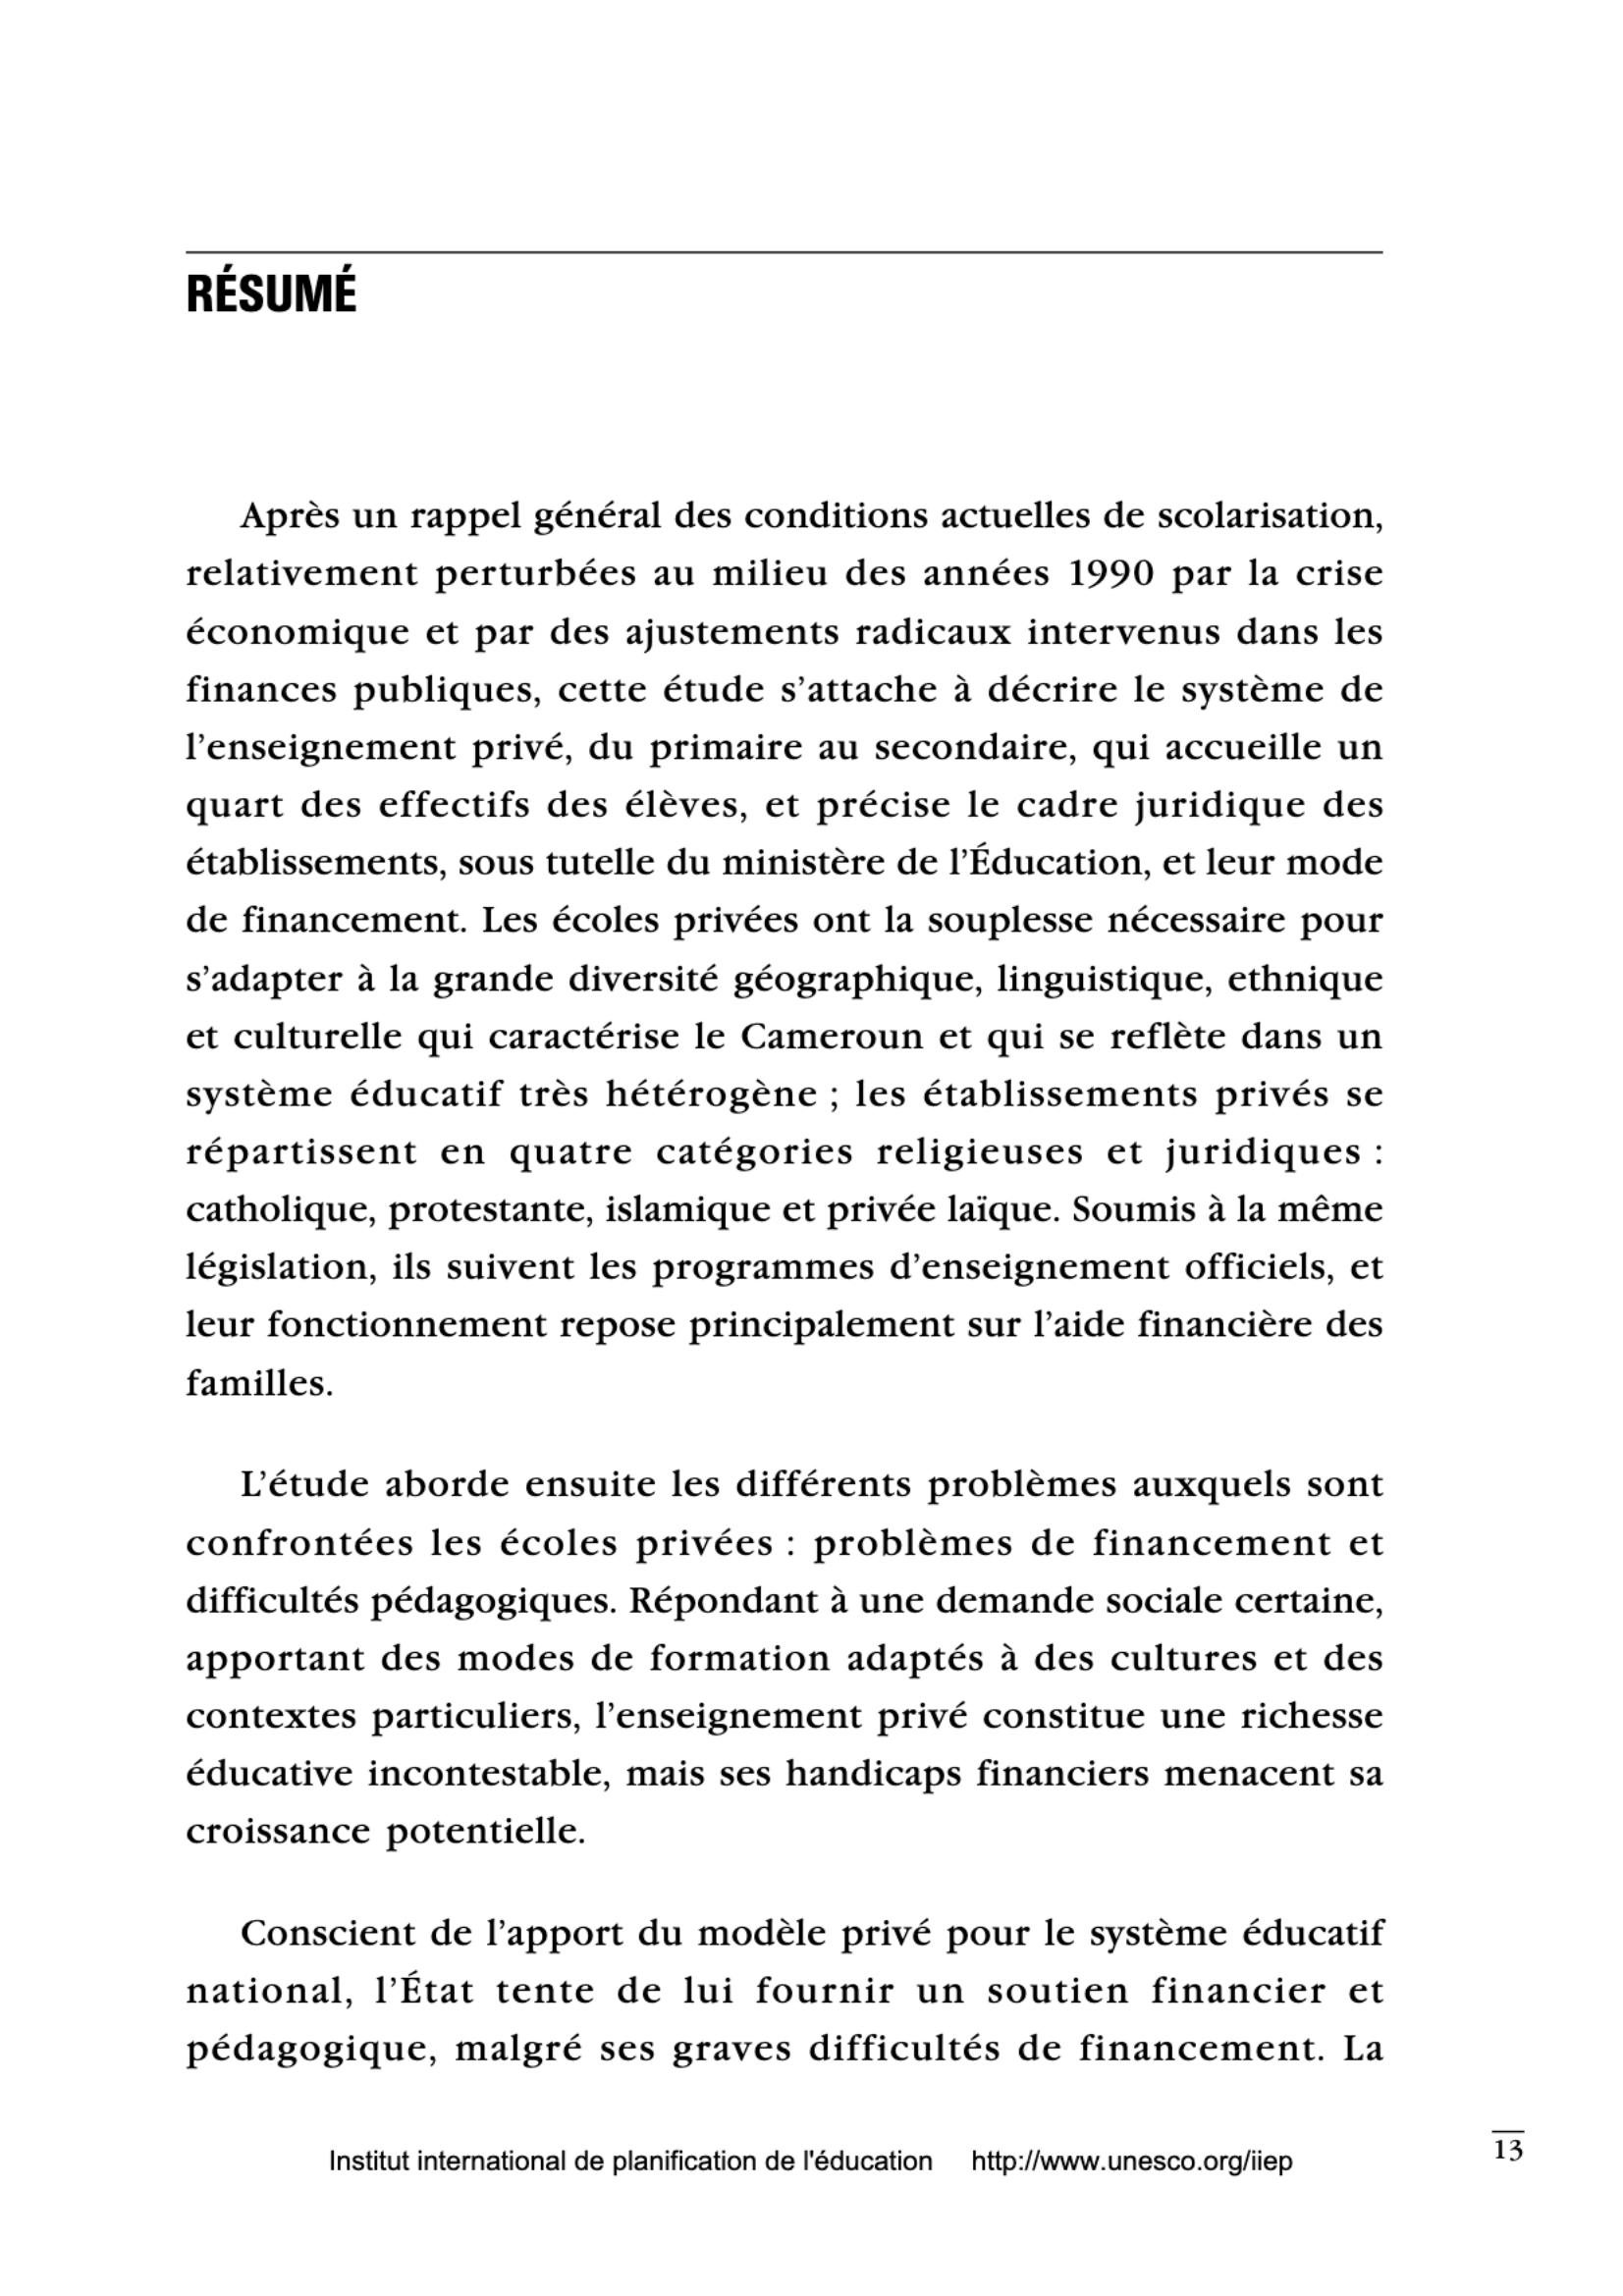 RÉSUMÉ
Après un rappel général des conditions actuelles de scolarisation,
relativement perturbées au milieu des années 1990 par la crise
économique et par des ajustements radicaux intervenus dans les
finances publiques, cette étude s’attache à décrire le système de
l’enseignement privé, du primaire au secondaire, qui accueille un
quart des effectifs des élèves, et précise le cadre juridique des
établissements, sous tutelle du ministère de l’Éducation, et leur mode
de financement. Les écoles privées ont la souplesse nécessaire pour
s’adapter à la grande diversité géographique, linguistique, ethnique
et culturelle qui caractérise le Cameroun et qui se reflète dans un
système éducatif très hétérogène ; les établissements privés se
répartissent en quatre catégories religieuses et juridiques :
catholique, protestante, islamique et privée laïque. Soumis à la même
législation, ils suivent les programmes d’enseignement officiels, et
leur fonctionnement repose principalement sur l’aide financière des
familles.
L’étude aborde ensuite les différents problèmes auxquels sont
confrontées les écoles privées : problèmes de financement et
difficultés pédagogiques. Répondant à une demande sociale certaine,
apportant des modes de formation adaptés à des cultures et des
contextes particuliers, l’enseignement privé constitue une richesse
éducative incontestable, mais ses handicaps financiers menacent sa
croissance potentielle.
Conscient de l’apport du modèle privé pour le système éducatif
national, l’État tente de lui fournir un soutien financier et
pédagogique, malgré ses graves difficultés de financement. La
13
Institut international de planification de l'éducation http://www.unesco.org/iiep